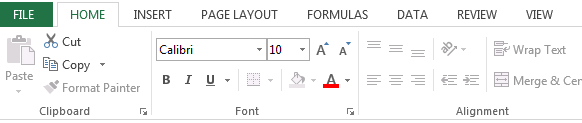 FILE HOME INSERT PAGE LAYOUT FORMULAS DATA REVIEW VIEW
Cut
Copy
Format Painter
Paste
Clipboard
Calibri 10 A A
B I U A
Font
Wrap Text
Merge & Cen
Alignment